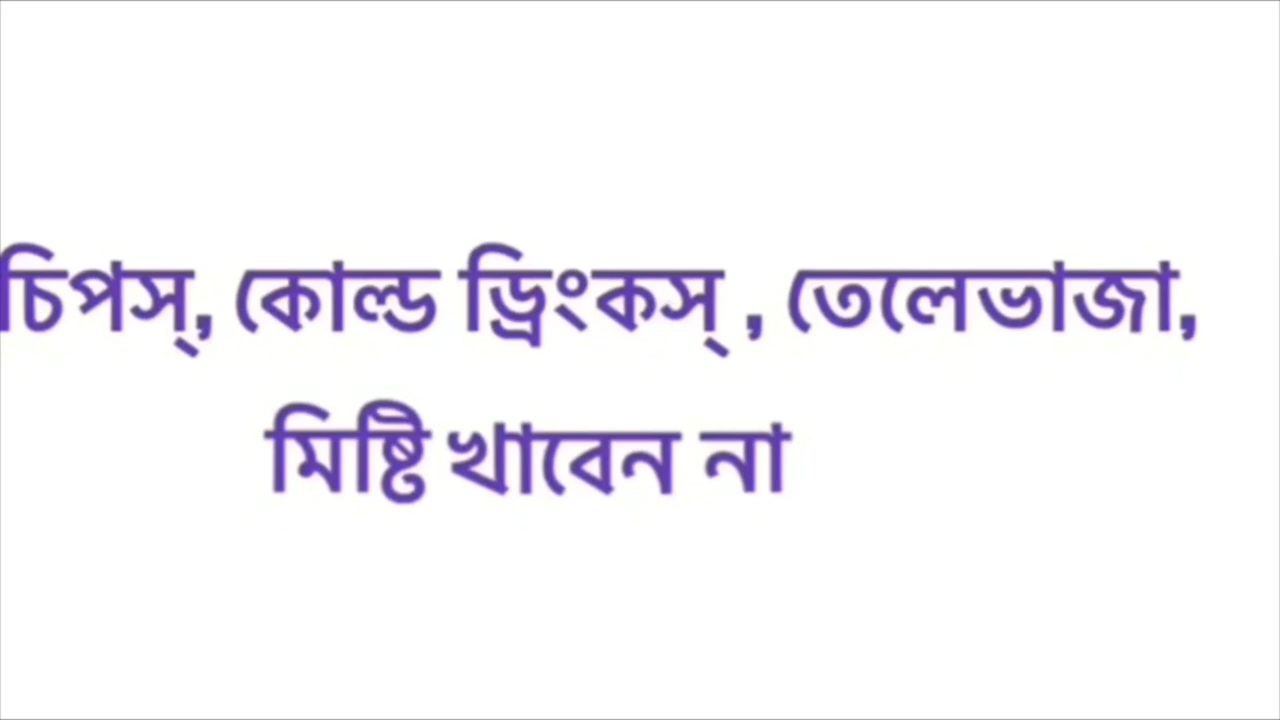 চিপস্, কোল্ড ড্রিংকস্ , তেলেভাজা,
মিষ্টি খাবেন না